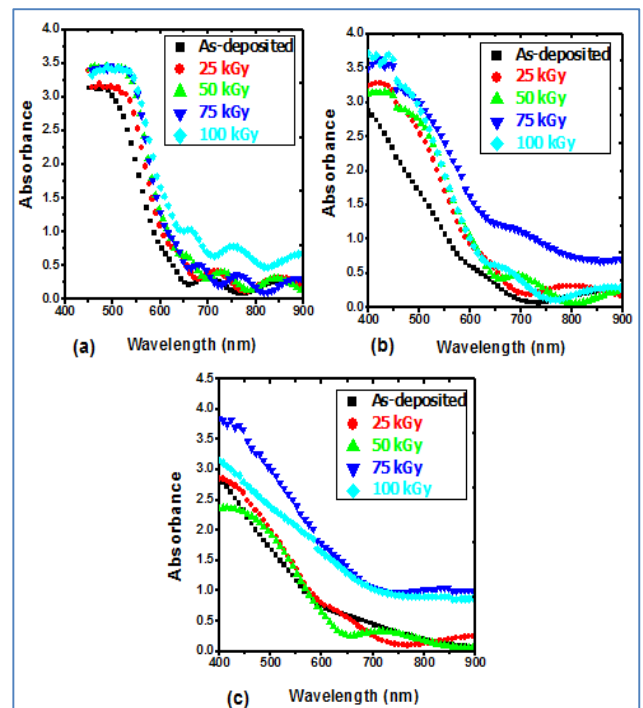 4.0
3.5
3.0
2.5
2.0
1.5
1.0
0.5
0.0
Absorbance
As-deposited
25 kGy
50 kGy
75 kGy
100 kGy
400 500 600 700 800 900
(a) Wavelength (nm)
4.0
3.5
3.0
2.5
2.0
1.5
1.0
0.5
0.0
Absorbance
As-deposited
25 kGy
50 kGy
75 kGy
100 kGy
400 500 600 700 800 900
(b) Wavelength (nm)
4.5
4.0
3.5
3.0
2.5
2.0
1.5
1.0
0.5
0.0
Absorbance
As-deposited
25 kGy
50 kGy
75 kGy
100 kGy
400 500 600 700 800 900
(c) Wavelength (nm)